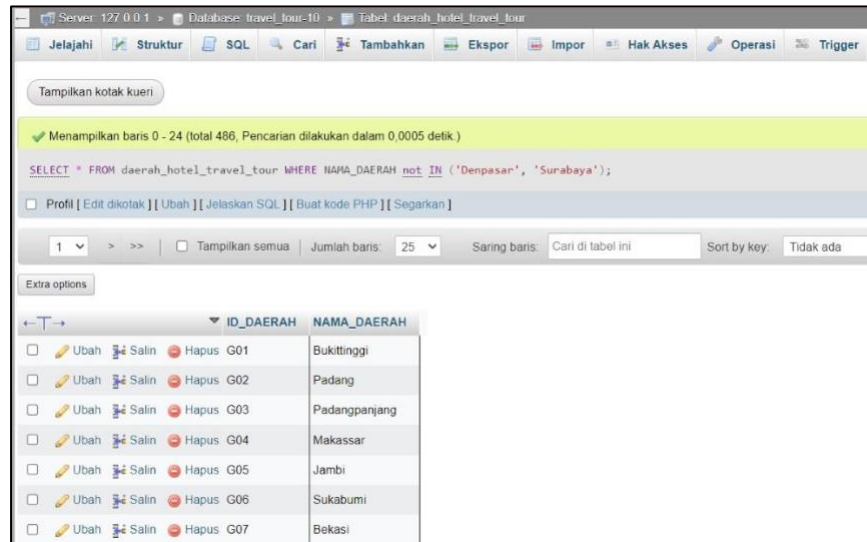 Server: 127.0.0.1 » Database: travel_tour-10 » Tabel: daerah_hotel_travel_tour
Jelajahi Struktur SQL Cari Tambahkan Ekspor Impor Hak Akses Operasi Trigger
Tampilkan kotak kueri
Menampilkan baris 0 - 24 (total 486, Pencarian dilakukan dalam 0,0005 detik.)
SELECT * FROM daerah_hotel_travel_tour WHERE NAMA_DAERAH not IN ('Denpasar', 'Surabaya');
Profil [ Edit dikotak ] [ Ubah ] [ Jelaskan SQL ] [ Buat kode PHP ] [ Segarkan ]
1 > >> Tampilkan semua Jumlah baris: 25 Saring baris: Cari di tabel ini Sort by key: Tidak ada
Extra options
←T→ ID_DAERAH NAMA_DAERAH
Ubah Salin Hapus G01 Bukittinggi
Ubah Salin Hapus G02 Padang
Ubah Salin Hapus G03 Padangpanjang
Ubah Salin Hapus G04 Makassar
Ubah Salin Hapus G05 Jambi
Ubah Salin Hapus G06 Sukabumi
Ubah Salin Hapus G07 Bekasi